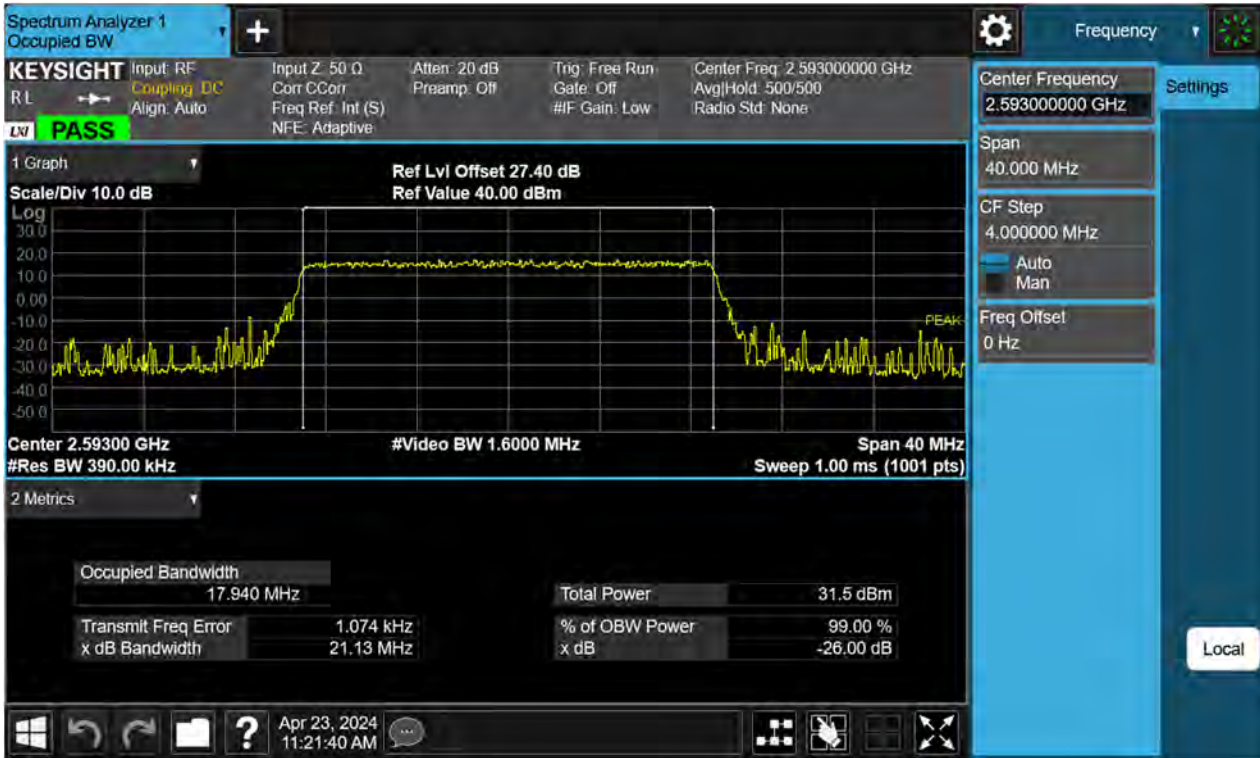 Spectrum Analyzer 1
Occupied BW
+
Frequency
KEYSIGHT
R L
LXI
PASS
Input: RF
Coupling: DC
Align: Auto
Input Z: 50 Ω
Corr CCorr
Freq Ref: Int (S)
NFE: Adaptive
Atten: 20 dB
Preamp: Off
Trig: Free Run
Gate: Off
#IF Gain: Low
Center Freq: 2.593000000 GHz
Avg|Hold: 500/500
Radio Std: None
Center Frequency
2.593000000 GHz
Settings
Span
40.000 MHz
CF Step
4.000000 MHz
Auto
Man
Freq Offset
0 Hz
Local
1 Graph
Scale/Div 10.0 dB
Ref Lvl Offset 27.40 dB
Ref Value 40.00 dBm
Log
30.0
20.0
10.0
0.00
-10.0
-20.0
-30.0
-40.0
-50.0
PEAK
Center 2.59300 GHz
#Video BW 1.6000 MHz
Span 40 MHz
#Res BW 390.00 kHz
Sweep 1.00 ms (1001 pts)
2 Metrics
Occupied Bandwidth
17.940 MHz
Total Power 31.5 dBm
Transmit Freq Error 1.074 kHz
% of OBW Power 99.00 %
x dB Bandwidth 21.13 MHz
x dB -26.00 dB
?
Apr 23, 2024
11:21:40 AM